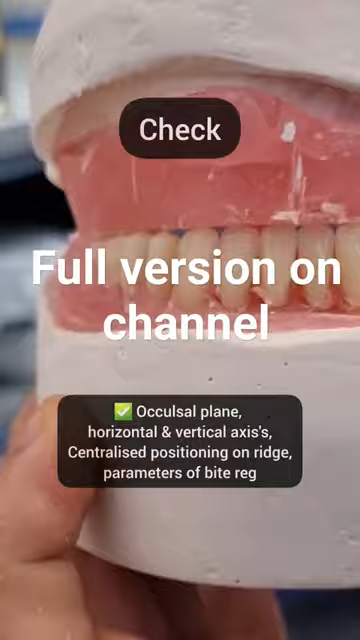 Check
Full version on
channel
✅ Occulsal plane,
horizontal & vertical axis's,
Centralised positioning on ridge,
parameters of bite reg